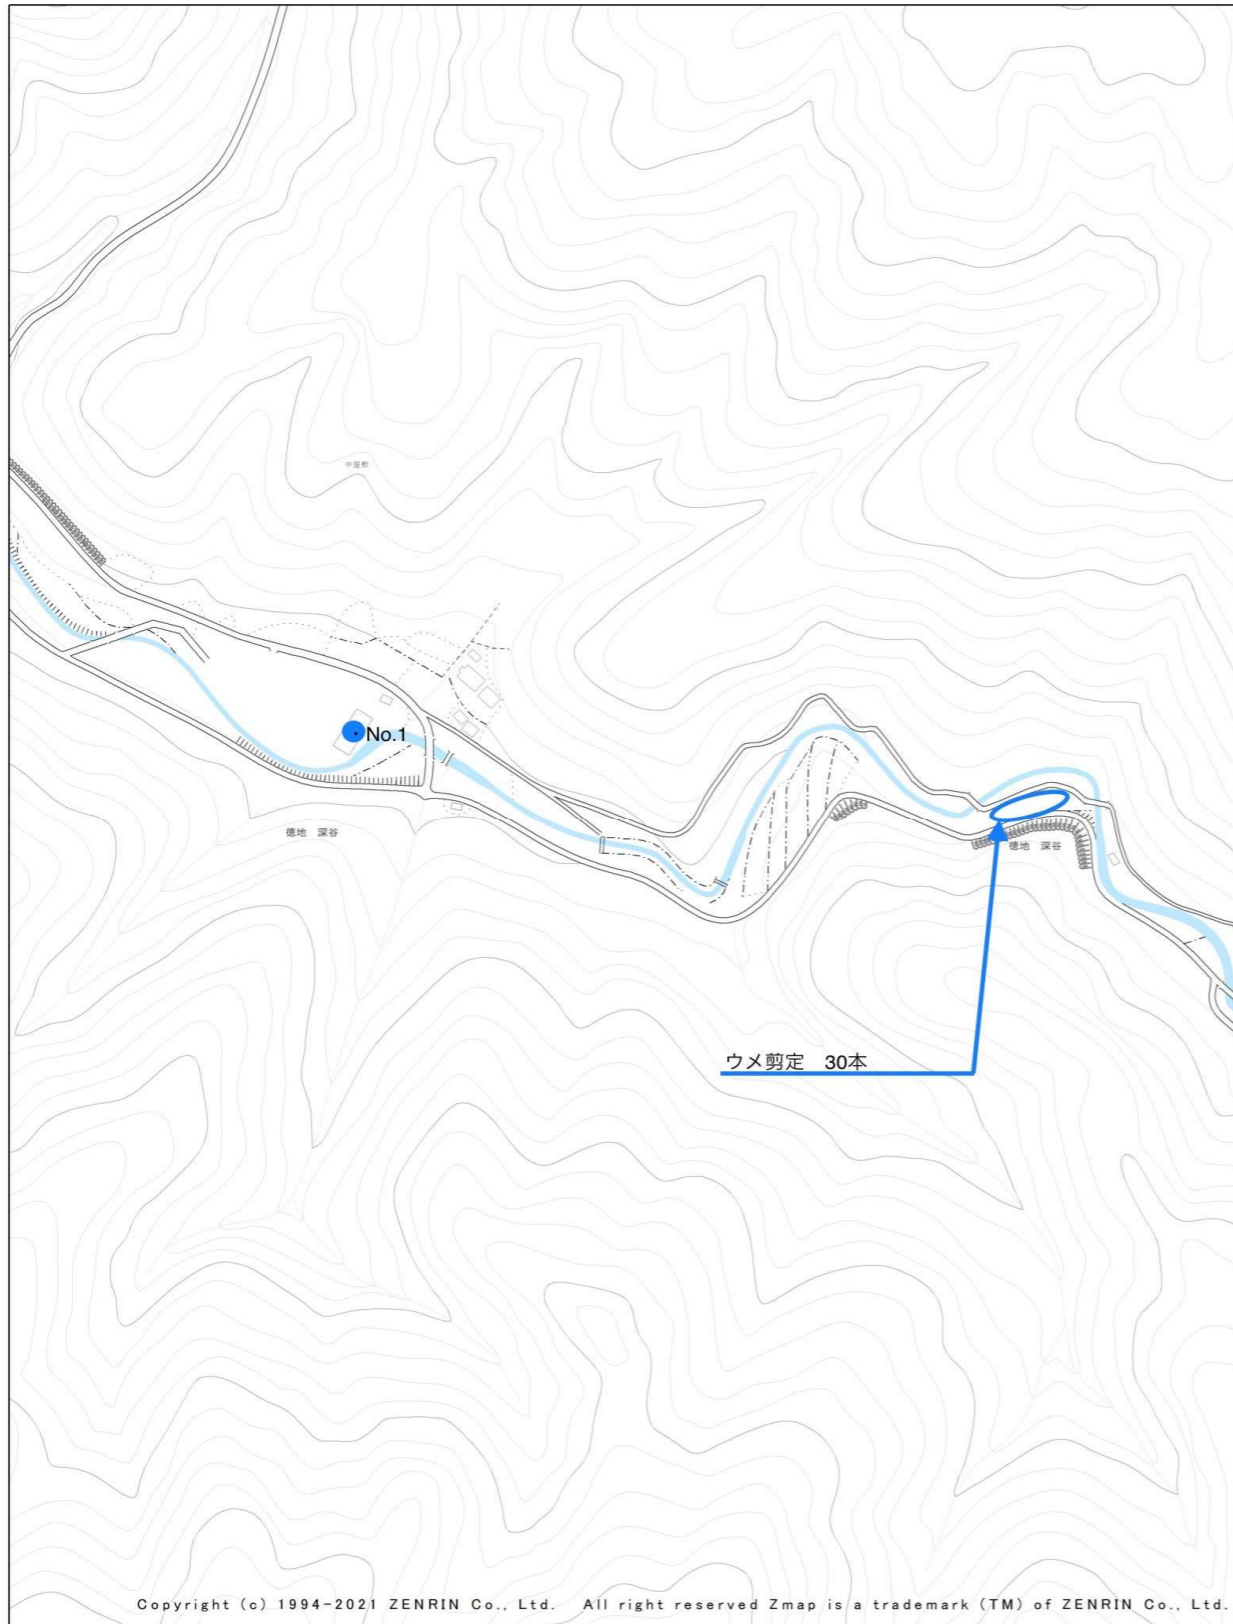 中屋敷
No.1
徳地 深谷
徳地 深谷
ウメ剪定 30本
Copyright (c) 1994-2021 ZENRIN Co., Ltd. All right reserved Zmap is a trademark (TM) of ZENRIN Co., Ltd.